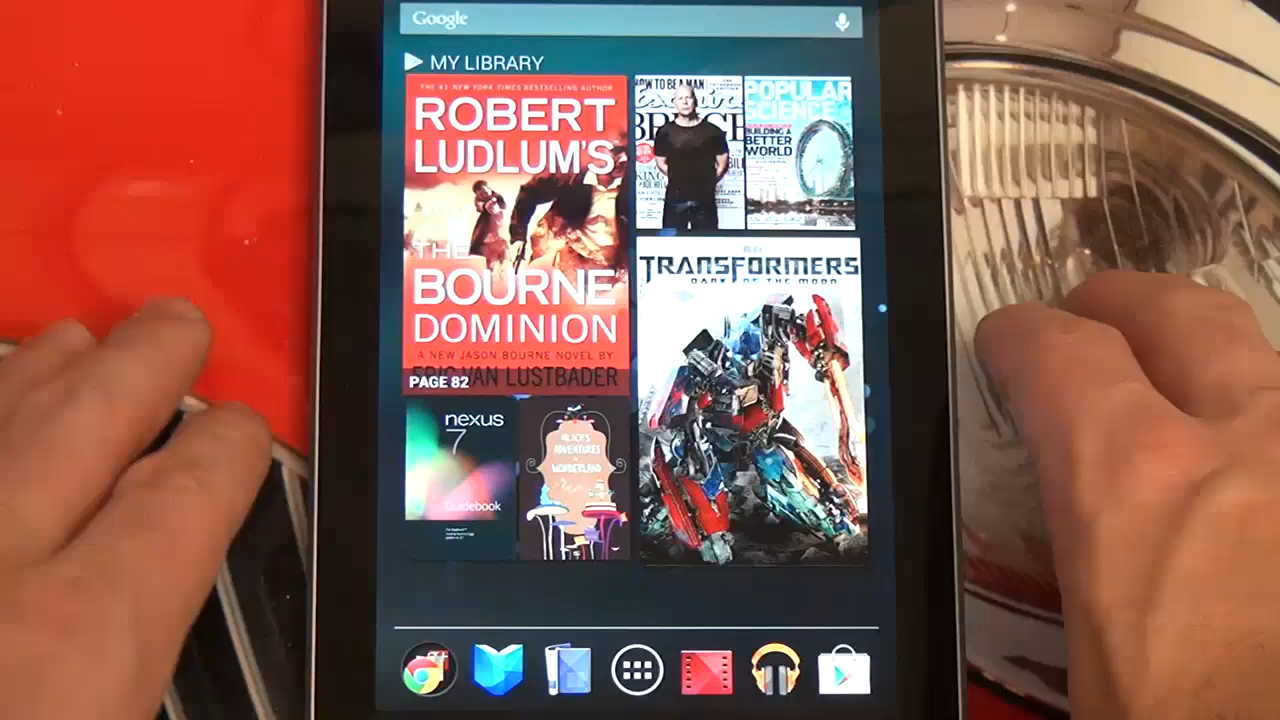 Google
MY LIBRARY
THE #1 NEW YORK TIMES BESTSELLING AUTHOR
ROBERT
LUDLUM'S
THE
BOURNE
DOMINION
A NEW JASON BOURNE NOVEL BY
ERIC VAN LUSTBADER
PAGE 82
HOW TO BE A MAN
Esquire
POPULAR
SCIENCE
BUILDING A
BETTER
WORLD
TRANSFORMERS
DARK OF THE MOON
nexus
7
Guidebook
ALICE'S
ADVENTURES
IN
WONDERLAND